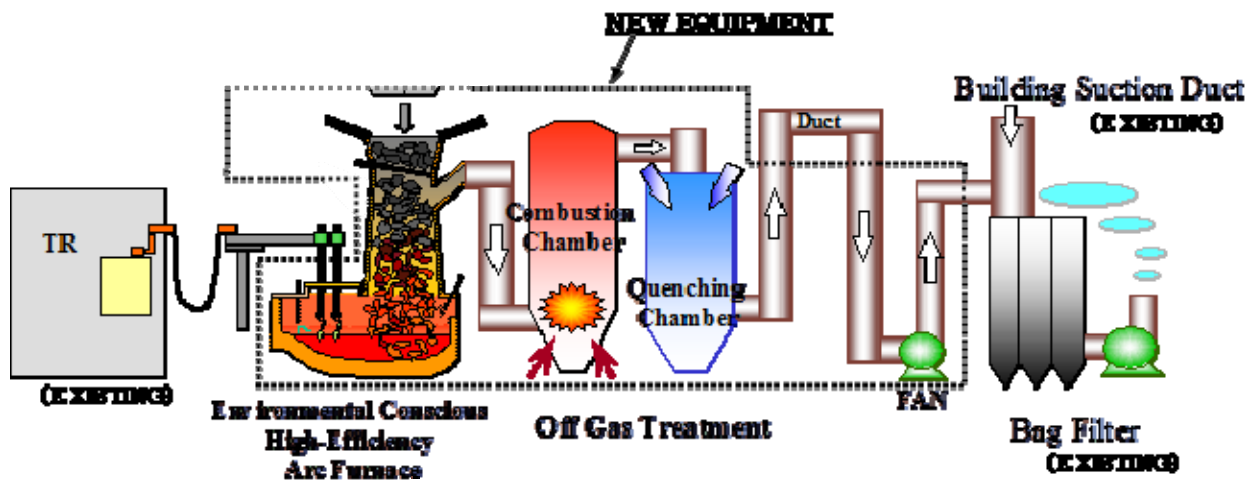 NEW EQUIPMENT
Building Suction Duct
(EXISTING)
Duct
TR
Combustion
Chamber
Quenching
Chamber
(EXISTING)
FAN
Environmental Conscious
High-Efficiency
Arc Furnace
Off Gas Treatment
Bag Filter
(EXISTING)